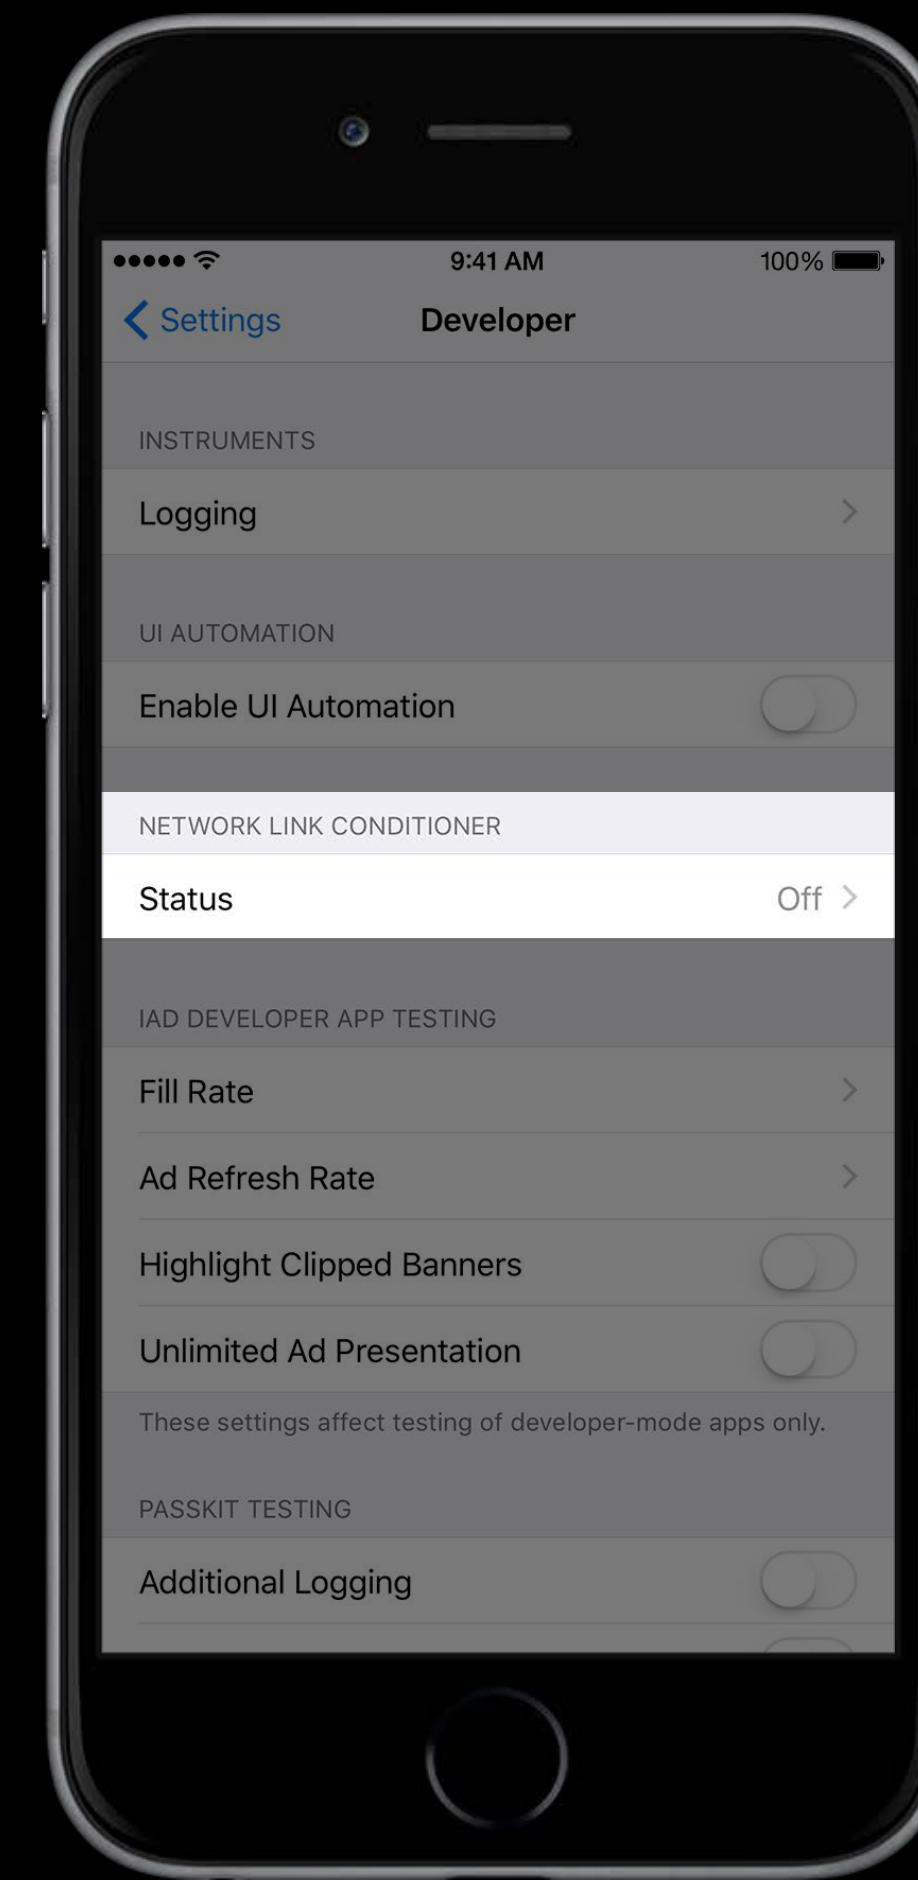 9:41 AM
100%
Settings
Developer
INSTRUMENTS
Logging
UI AUTOMATION
Enable UI Automation
NETWORK LINK CONDITIONER
Status
Off
IAD DEVELOPER APP TESTING
Fill Rate
Ad Refresh Rate
Highlight Clipped Banners
Unlimited Ad Presentation
These settings affect testing of developer-mode apps only.
PASSKIT TESTING
Additional Logging